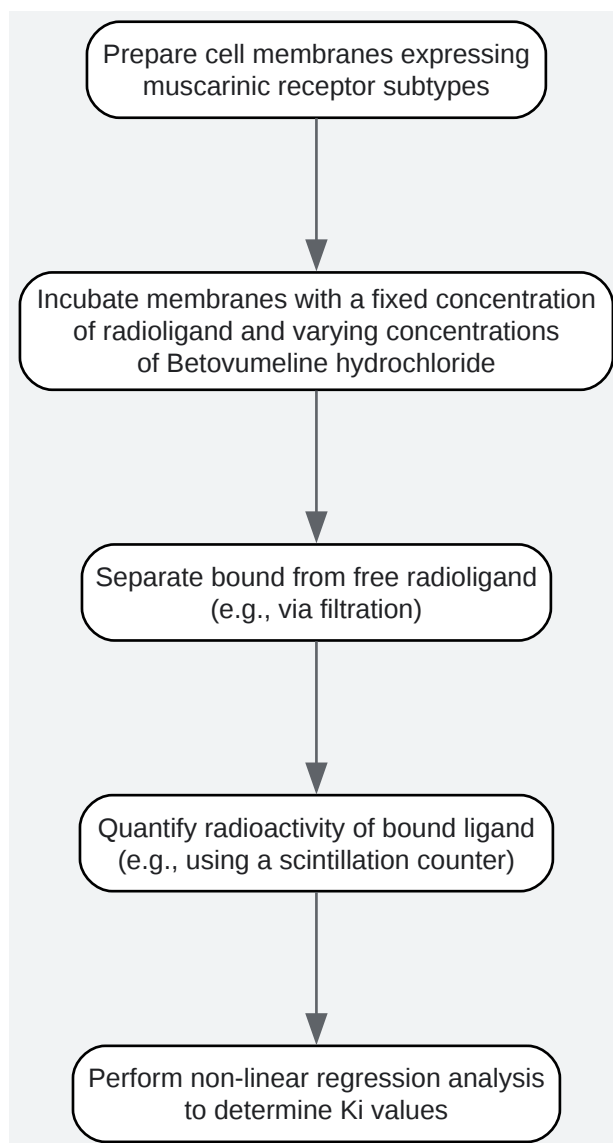 Prepare cell membranes expressing
muscarinic receptor subtypes
Incubate membranes with a fixed concentration
of radioligand and varying concentrations
of Betovumeline hydrochloride
Separate bound from free radioligand
(e.g., via filtration)
Quantify radioactivity of bound ligand
(e.g., using a scintillation counter)
Perform non-linear regression analysis
to determine Ki values